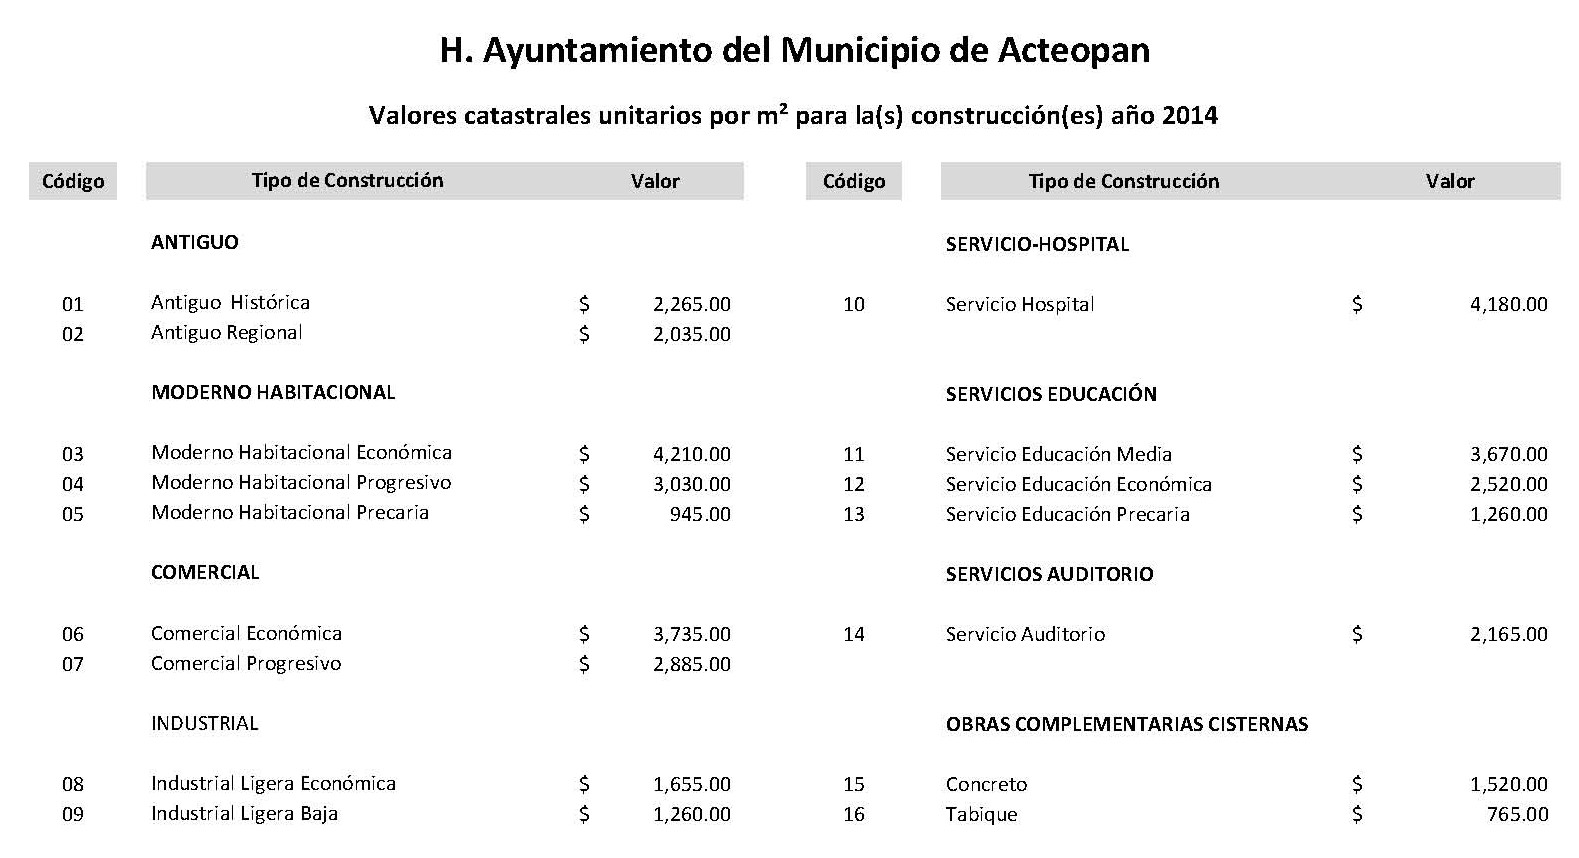 H. Ayuntamiento del Municipio de Acteopan
Valores catastrales unitarios por m² para la(s) construcción(es) año 2014
Código Tipo de Construcción Valor Código Tipo de Construcción Valor
ANTIGUO SERVICIO-HOSPITAL
01 Antiguo Histórica $ 2,265.00 10 Servicio Hospital $ 4,180.00
02 Antiguo Regional $ 2,035.00
MODERNO HABITACIONAL SERVICIOS EDUCACIÓN
03 Moderno Habitacional Económica $ 4,210.00 11 Servicio Educación Media $ 3,670.00
04 Moderno Habitacional Progresivo $ 3,030.00 12 Servicio Educación Económica $ 2,520.00
05 Moderno Habitacional Precaria $ 945.00 13 Servicio Educación Precaria $ 1,260.00
COMERCIAL SERVICIOS AUDITORIO
06 Comercial Económica $ 3,735.00 14 Servicio Auditorio $ 2,165.00
07 Comercial Progresivo $ 2,885.00
INDUSTRIAL OBRAS COMPLEMENTARIAS CISTERNAS
08 Industrial Ligera Económica $ 1,655.00 15 Concreto $ 1,520.00
09 Industrial Ligera Baja $ 1,260.00 16 Tabique $ 765.00